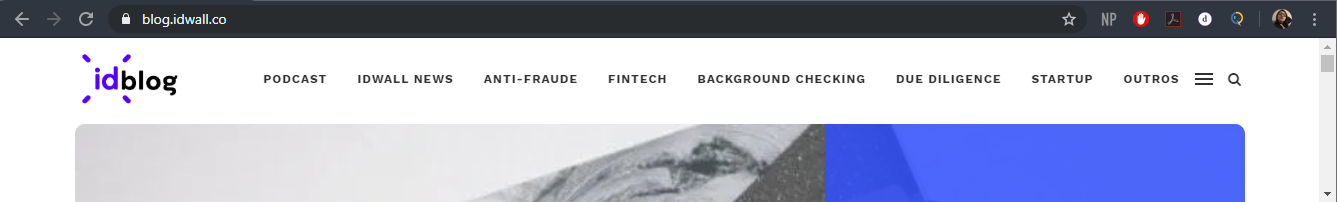 blog.idwall.co
NP
d
idblog
PODCAST IDWALL NEWS ANTI-FRAUDE FINTECH BACKGROUND CHECKING DUE DILIGENCE STARTUP OUTROS